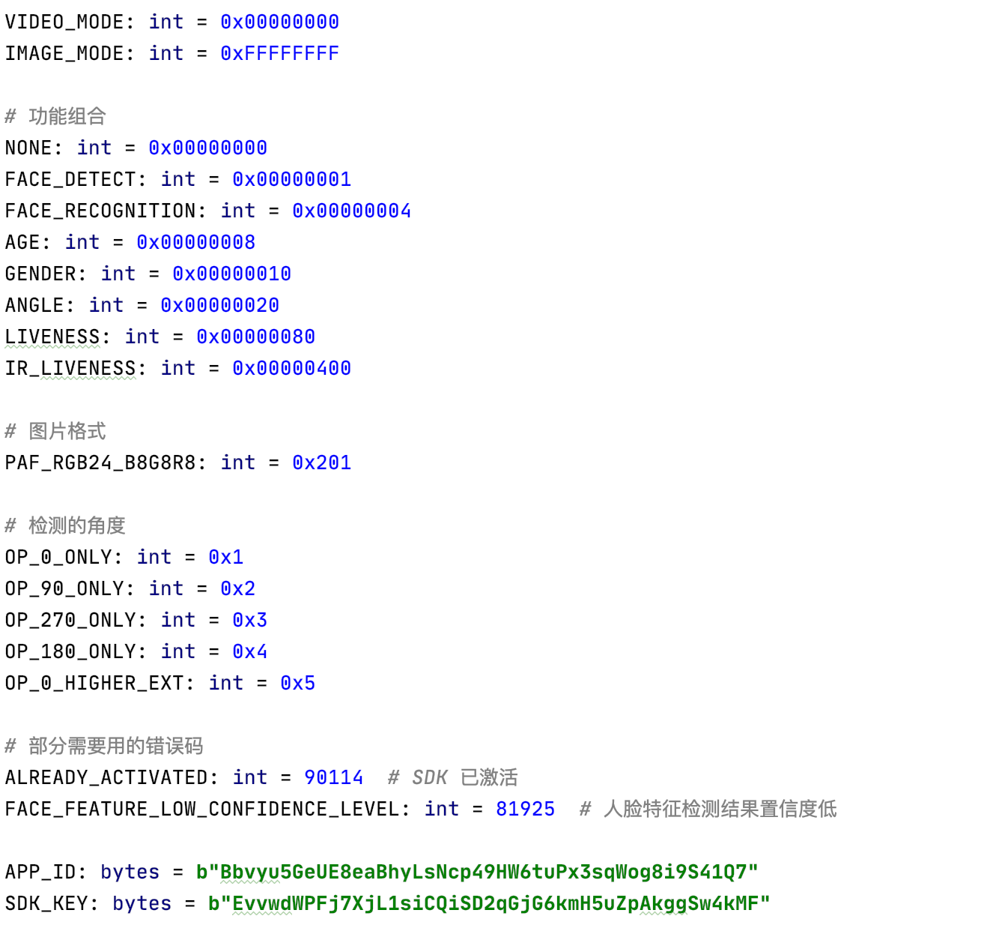 VIDEO_MODE: int = 0x00000000
IMAGE_MODE: int = 0xFFFFFFFF
# 功能组合
NONE: int = 0x00000000
FACE_DETECT: int = 0x00000001
FACE_RECOGNITION: int = 0x00000004
AGE: int = 0x00000008
GENDER: int = 0x00000010
ANGLE: int = 0x00000020
LIVENESS: int = 0x00000080
IR_LIVENESS: int = 0x00000400
# 图片格式
PAF_RGB24_B8G8R8: int = 0x201
# 检测的角度
OP_0_ONLY: int = 0x1
OP_90_ONLY: int = 0x2
OP_270_ONLY: int = 0x3
OP_180_ONLY: int = 0x4
OP_0_HIGHER_EXT: int = 0x5
# 部分需要用的错误码
ALREADY_ACTIVATED: int = 90114  # SDK 已激活
FACE_FEATURE_LOW_CONFIDENCE_LEVEL: int = 81925  # 人脸特征检测结果置信度低
APP_ID: bytes = b"Bbvyu5GeUE8eaBhyLsNcp49HW6tuPx3sqWog8i9S41Q7"
SDK_KEY: bytes = b"EvvwdWPFj7XjL1siCQiSD2qGjG6kmH5uZpAkggSw4kMF"